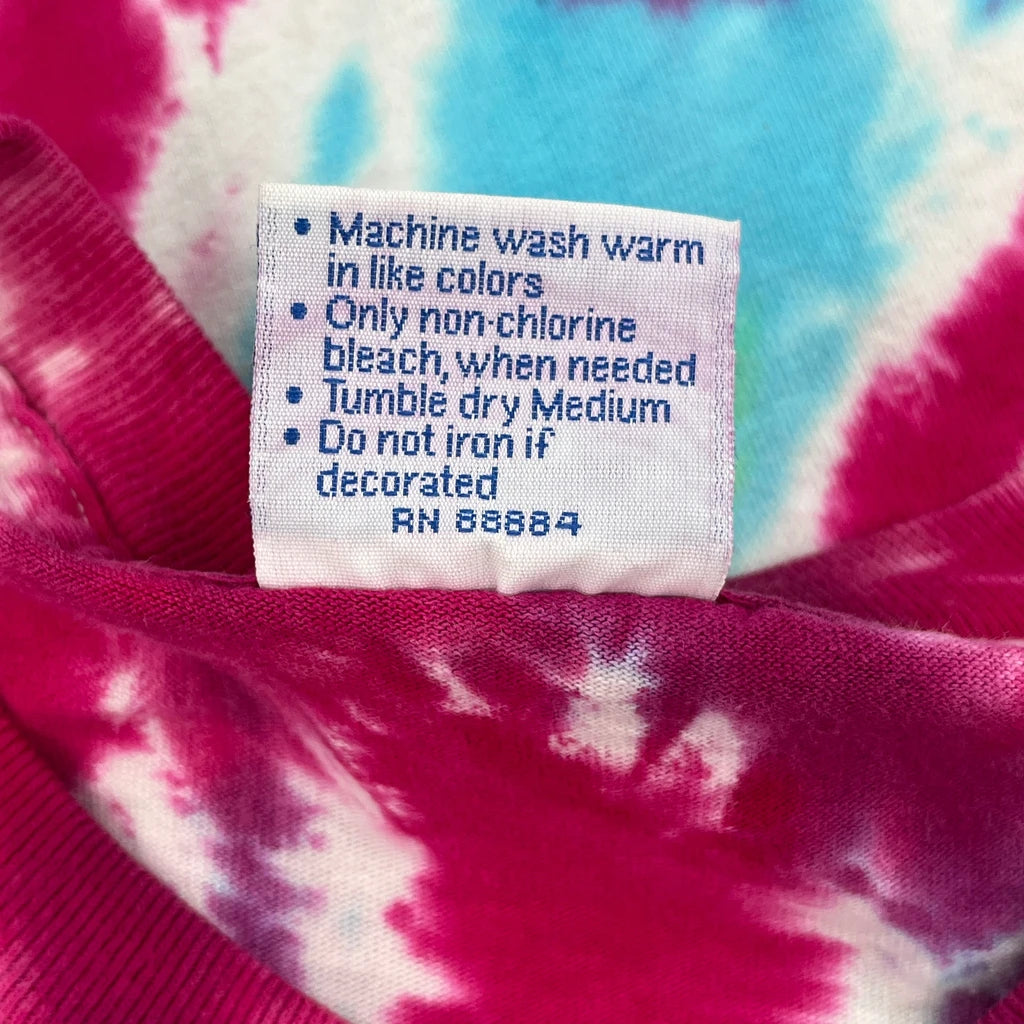 • Machine wash warm
in like colors
• Only non-chlorine
bleach, when needed
• Tumble dry Medium
• Do not iron if
decorated
RN 88884